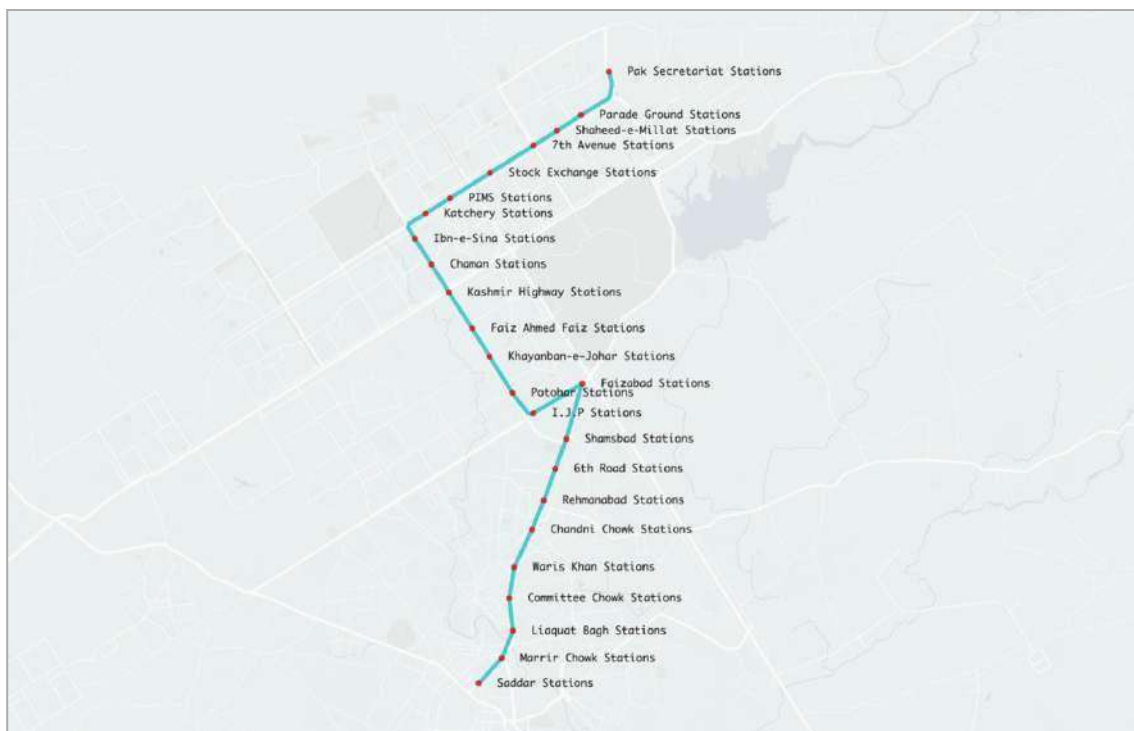 Pak Secretariat Stations
Parade Ground Stations
Shaheed-e-Millat Stations
7th Avenue Stations
Stock Exchange Stations
PIMS Stations
Katchery Stations
Ibn-e-Sina Stations
Chaman Stations
Kashmir Highway Stations
Faiz Ahmed Faiz Stations
Khayanban-e-Johar Stations
Faizabad Stations
Potohar Stations
I.J.P Stations
Shamsbad Stations
6th Road Stations
Rehmanabad Stations
Chandni Chowk Stations
Waris Khan Stations
Committee Chowk Stations
Liaquat Bagh Stations
Marrir Chowk Stations
Saddar Stations